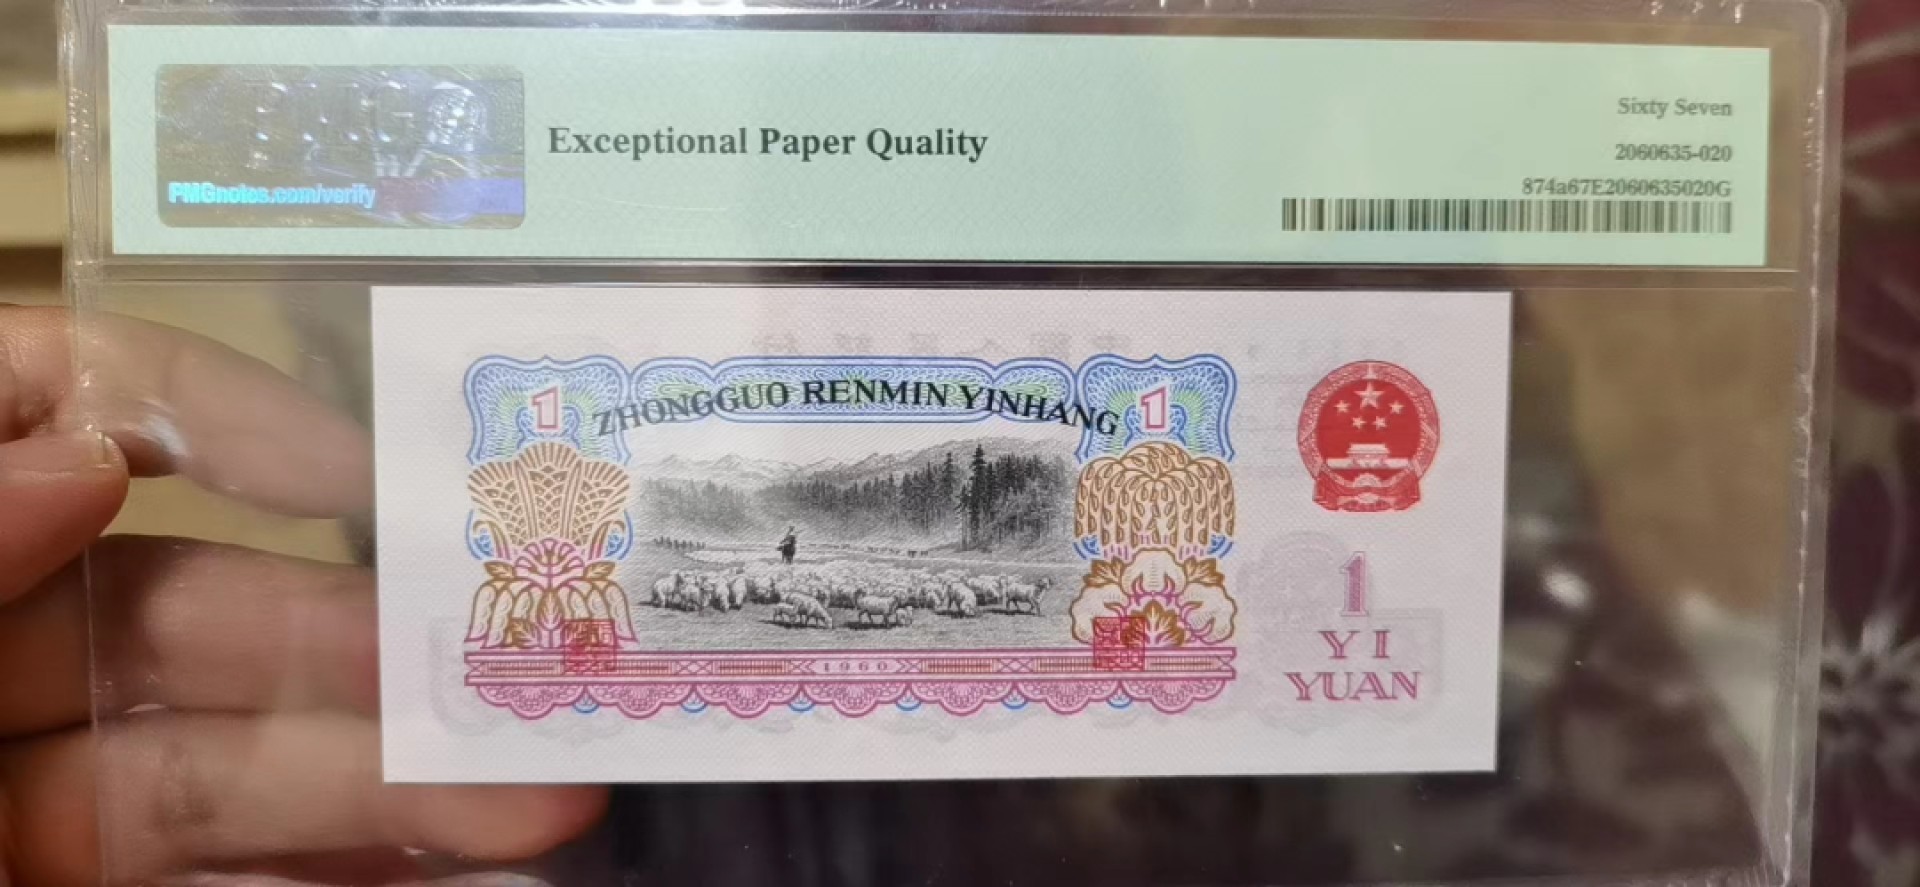 PMG
PMGnotes.com/verify
Exceptional Paper Quality
Sixty Seven
2060635-020
874a67E2060635020G
1
ZHONGGUO RENMIN YINHANG
1
1960
1
YI
YUAN